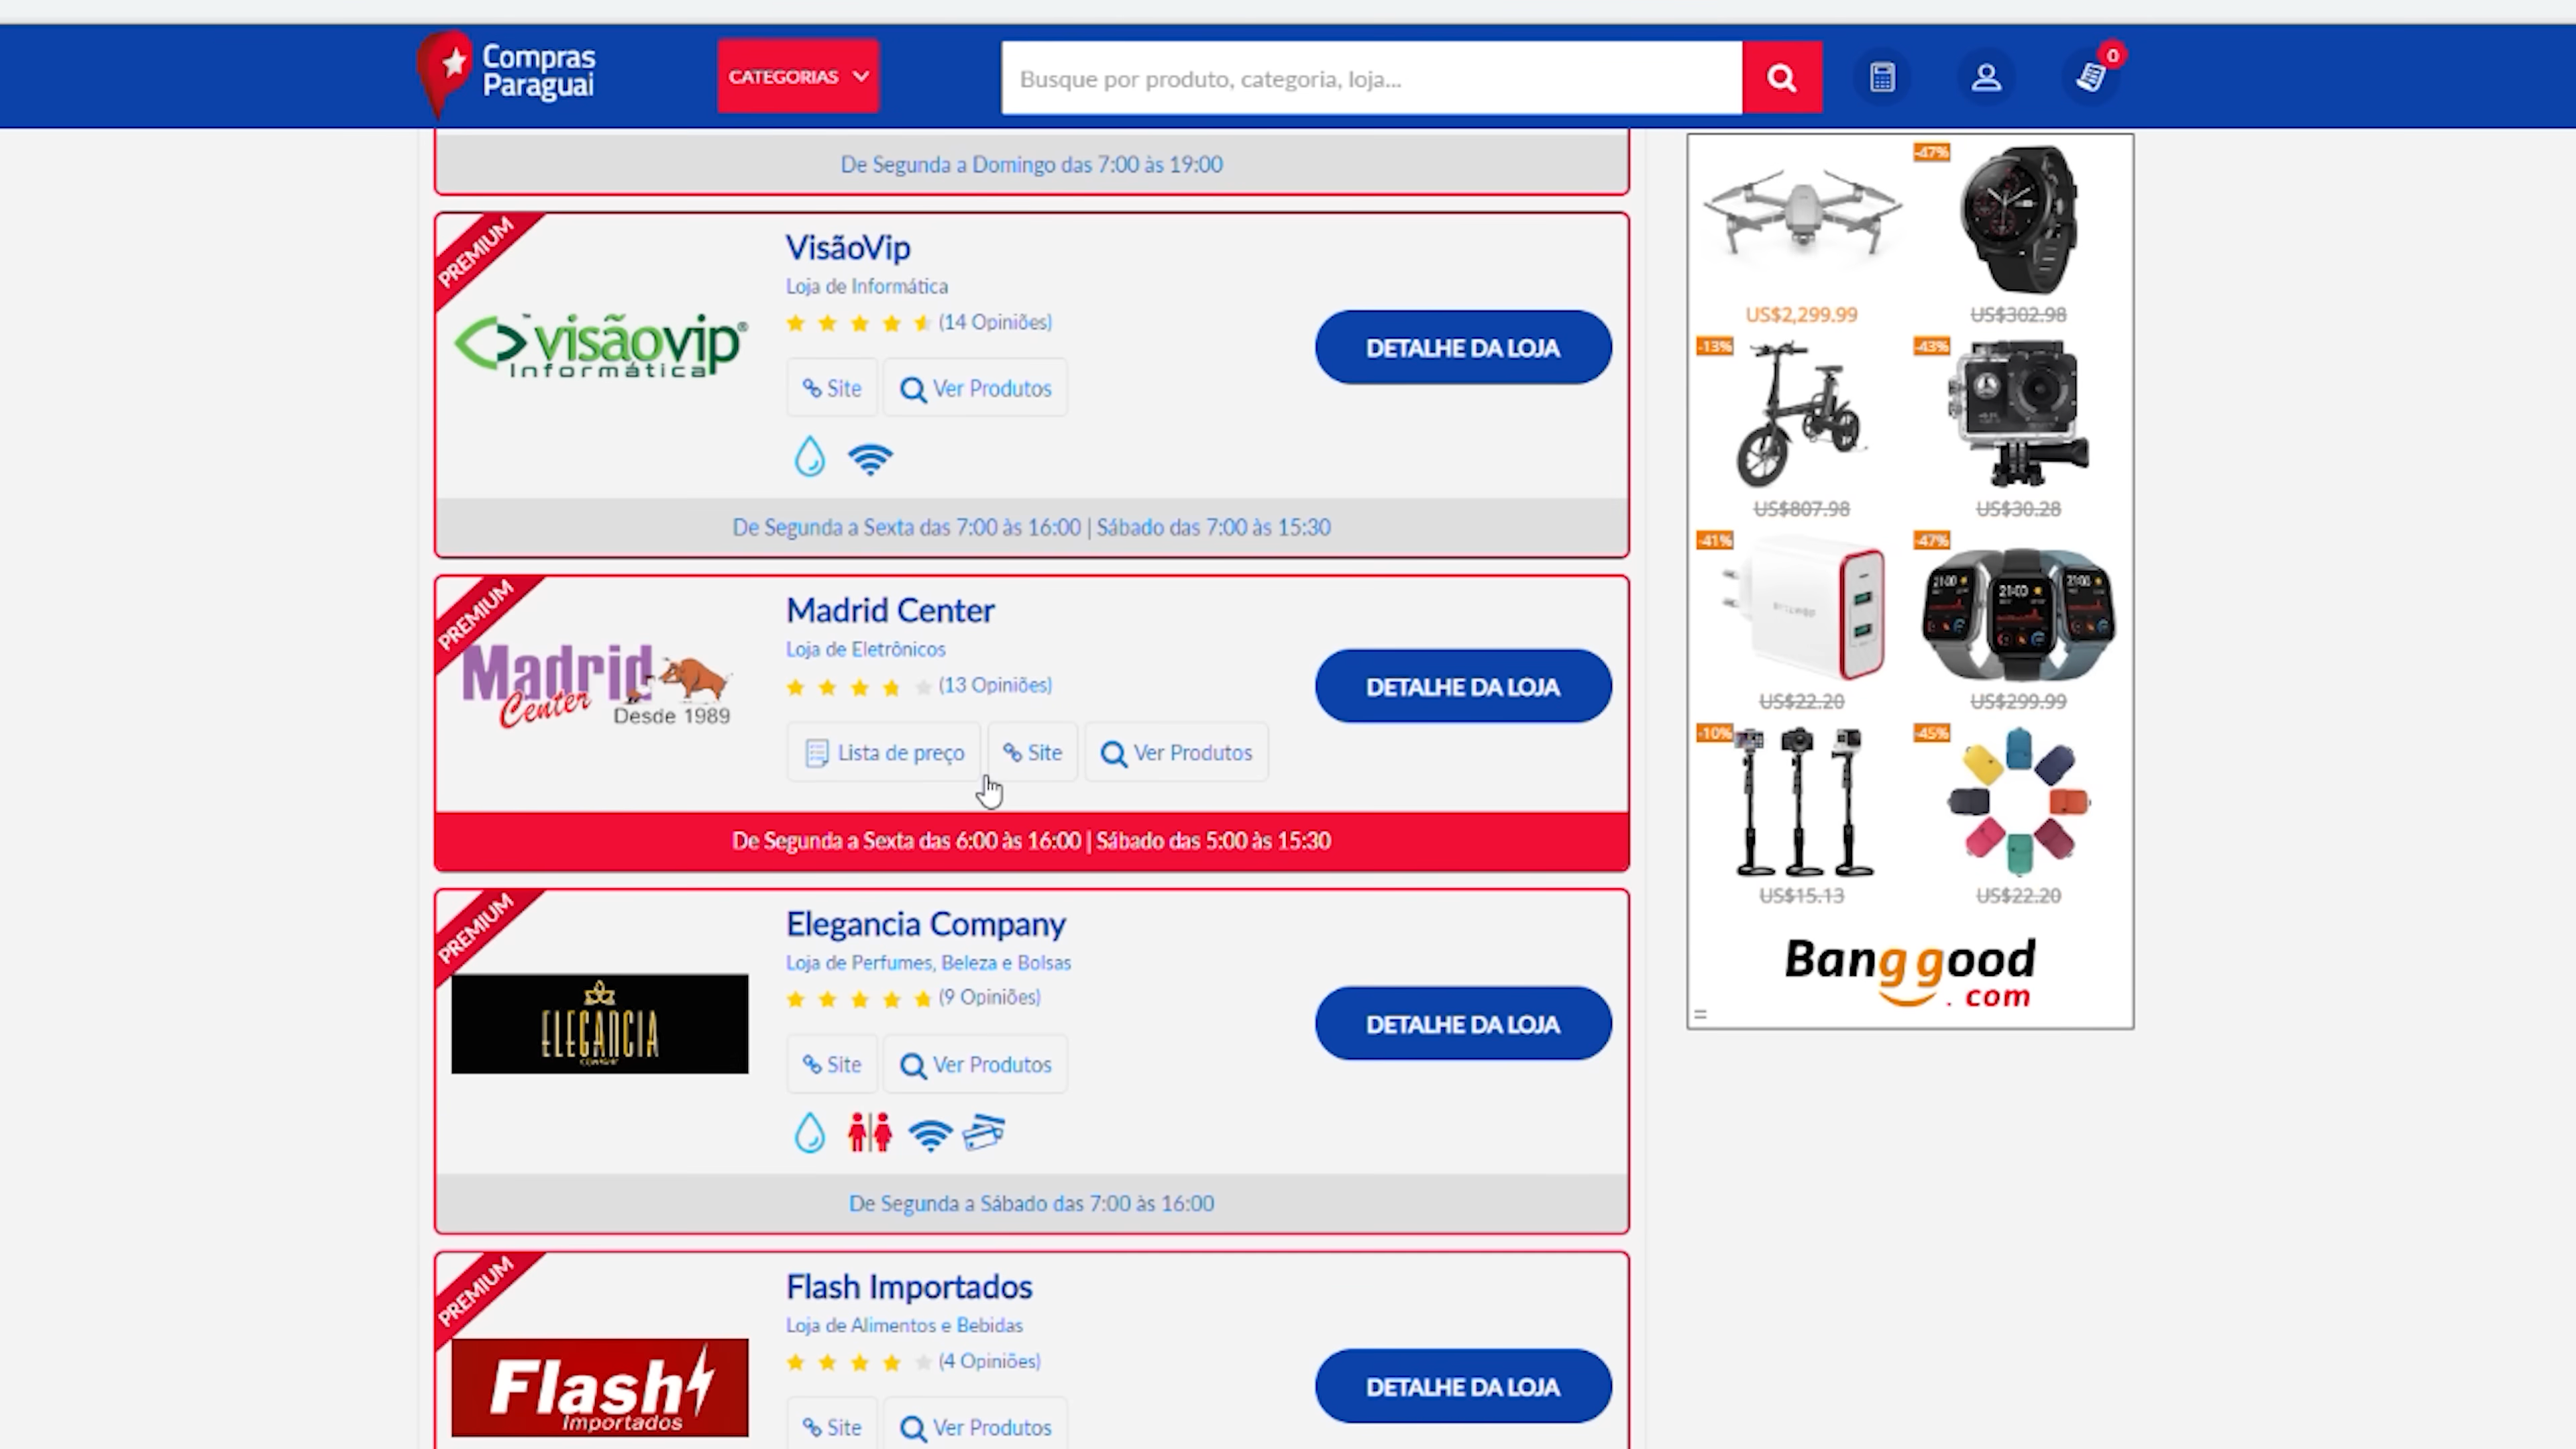 Compras
Paraguai
CATEGORIAS
Busque por produto, categoria, loja...
0
De Segunda a Domingo das 7:00 às 19:00
PREMIUM
visãovip®
Informática
VisãoVip
Loja de Informática
(14 Opiniões)
Site
Ver Produtos
DETALHE DA LOJA
De Segunda a Sexta das 7:00 às 16:00 | Sábado das 7:00 às 15:30
PREMIUM
Madrid
Center
Desde 1989
Madrid Center
Loja de Eletrônicos
(13 Opiniões)
Lista de preço
Site
Ver Produtos
DETALHE DA LOJA
De Segunda a Sexta das 6:00 às 16:00 | Sábado das 5:00 às 15:30
PREMIUM
ELEGANCIA
Elegancia Company
Loja de Perfumes, Beleza e Bolsas
(9 Opiniões)
Site
Ver Produtos
DETALHE DA LOJA
De Segunda a Sábado das 7:00 às 16:00
PREMIUM
Flash
Importados
Flash Importados
Loja de Alimentos e Bebidas
(4 Opiniões)
Site
Ver Produtos
DETALHE DA LOJA
-47%
US$2,299.99
US$302.98
-13%
-43%
US$807.98
US$30.28
-41%
-47%
21:00
21:00
21:00
US$22.20
US$299.99
-10%
-45%
US$15.13
US$22.20
Banggood
.com